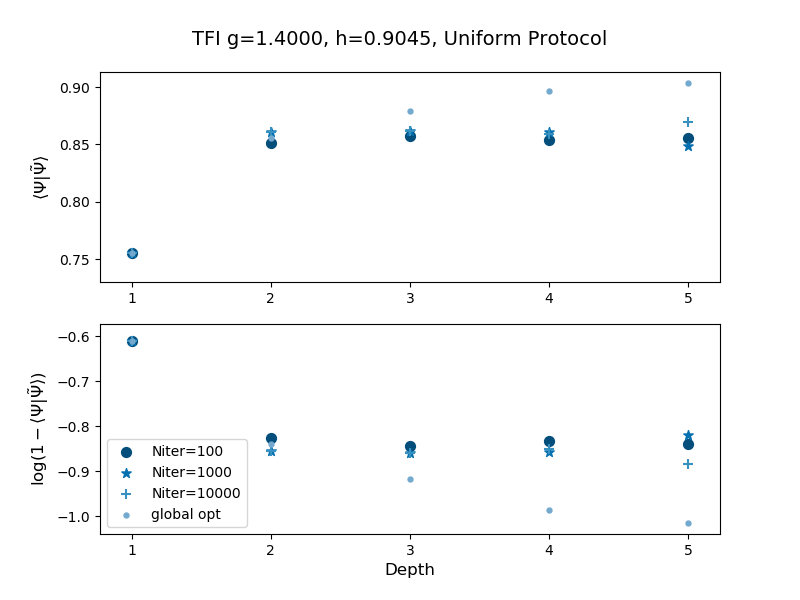 TFI g=1.4000, h=0.9045, Uniform Protocol
0.90
0.85
0.80
0.75
⟨Ψ|Ψ̃⟩
1 2 3 4 5
−0.6
−0.7
−0.8
−0.9
−1.0
log(1 − ⟨Ψ|Ψ̃⟩)
Niter=100
Niter=1000
Niter=10000
global opt
1 2 3 4 5
Depth